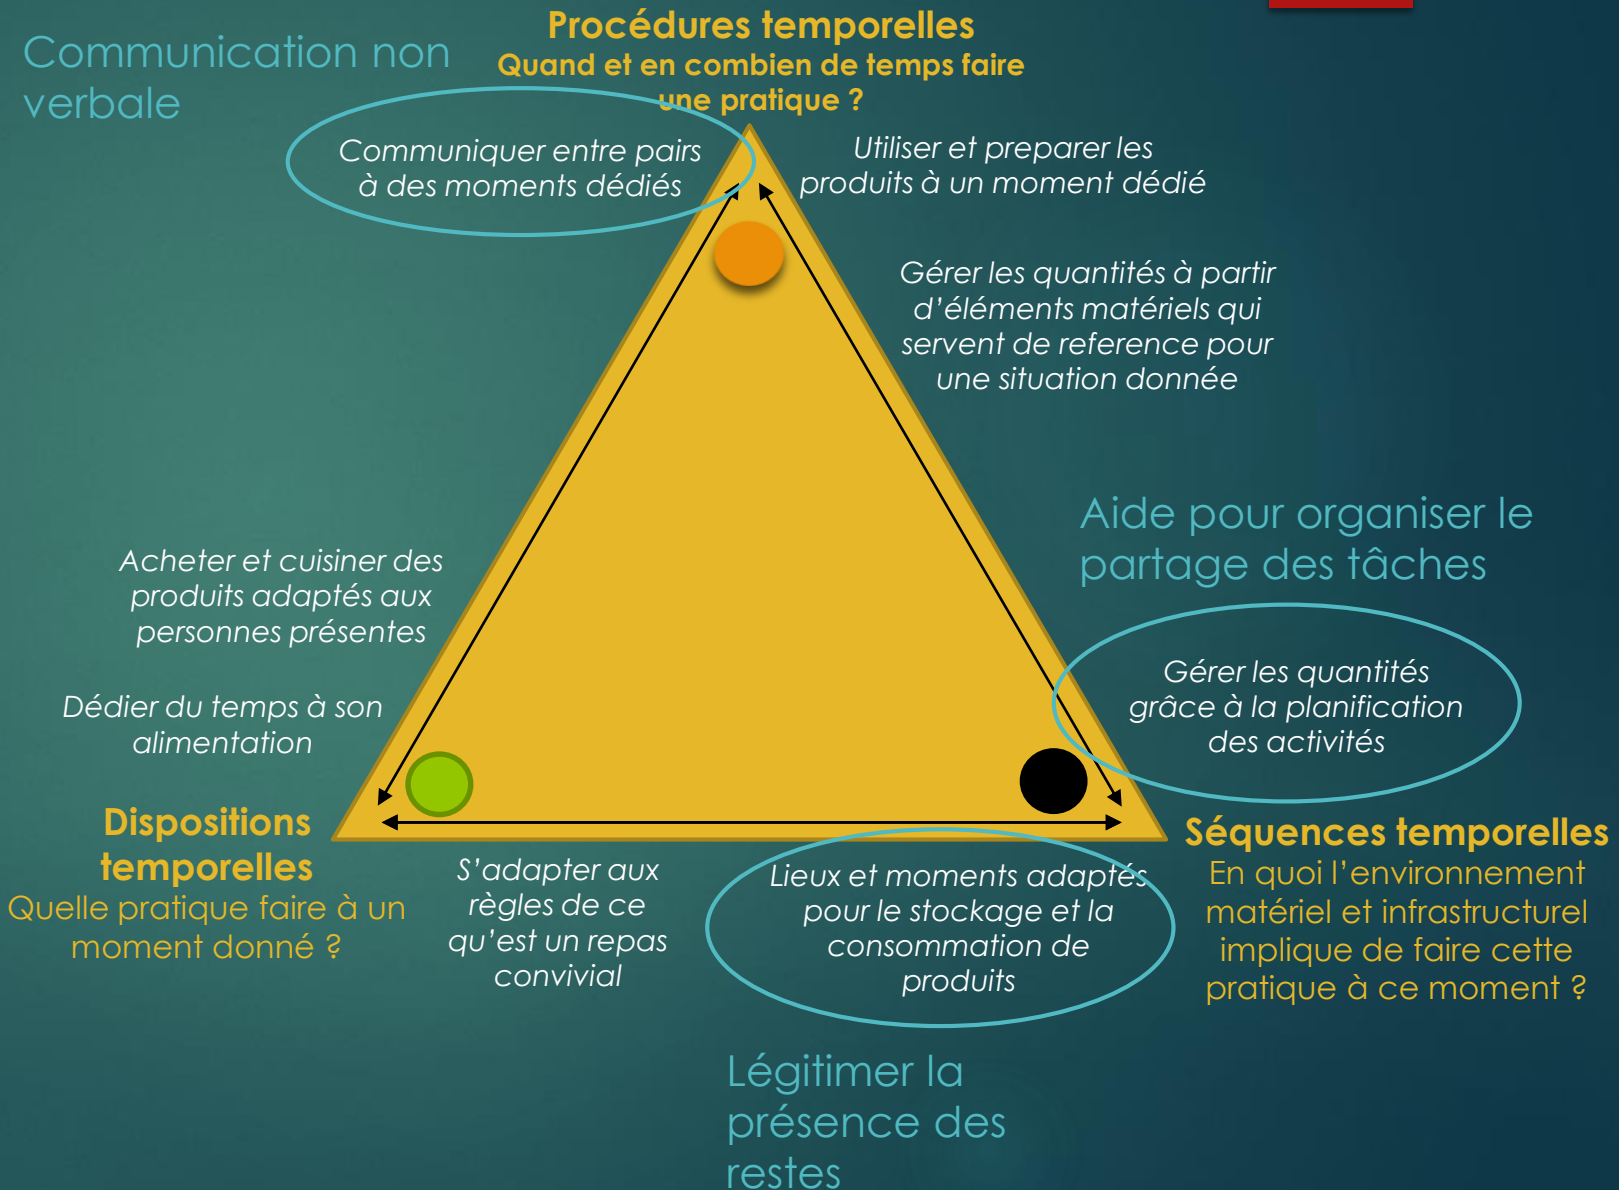 Communication non
verbale
Procédures temporelles
Quand et en combien de temps faire
une pratique ?
Communiquer entre pairs
à des moments dédiés
Utiliser et preparer les
produits à un moment dédié
Gérer les quantités à partir
d’éléments matériels qui
servent de reference pour
une situation donnée
Aide pour organiser le
partage des tâches
Acheter et cuisiner des
produits adaptés aux
personnes présentes
Dédier du temps à son
alimentation
Gérer les quantités
grâce à la planification
des activités
Dispositions
temporelles
Quelle pratique faire à un
moment donné ?
S’adapter aux
règles de ce
qu’est un repas
convivial
Lieux et moments adaptés
pour le stockage et la
consommation de
produits
Séquences temporelles
En quoi l’environnement
matériel et infrastructurel
implique de faire cette
pratique à ce moment ?
Légitimer la
présence des
restes